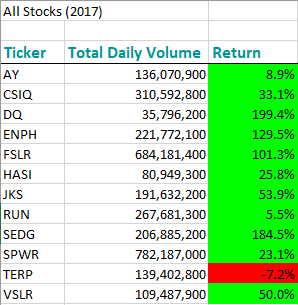 All Stocks (2017)
Ticker Total Daily Volume Return
AY 136,070,900 8.9%
CSIQ 310,592,800 33.1%
DQ 35,796,200 199.4%
ENPH 221,772,100 129.5%
FSLR 684,181,400 101.3%
HASI 80,949,300 25.8%
JKS 191,632,200 53.9%
RUN 267,681,300 5.5%
SEDG 206,885,200 184.5%
SPWR 782,187,000 23.1%
TERP 139,402,800 -7.2%
VSLR 109,487,900 50.0%